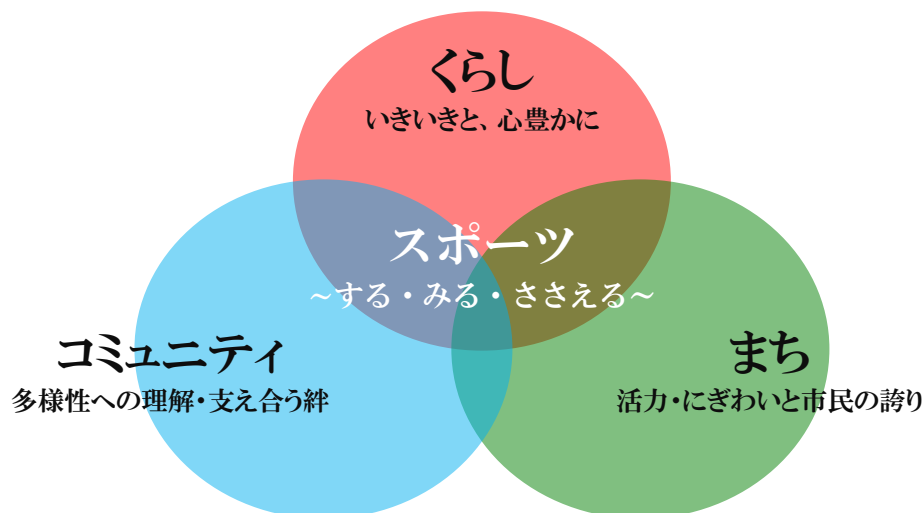 くらし
いきいきと、心豊かに
スポーツ
~する・みる・ささえる~
コミュニティ
多様性への理解・支え合う絆
まち
活力・にぎわいと市民の誇り